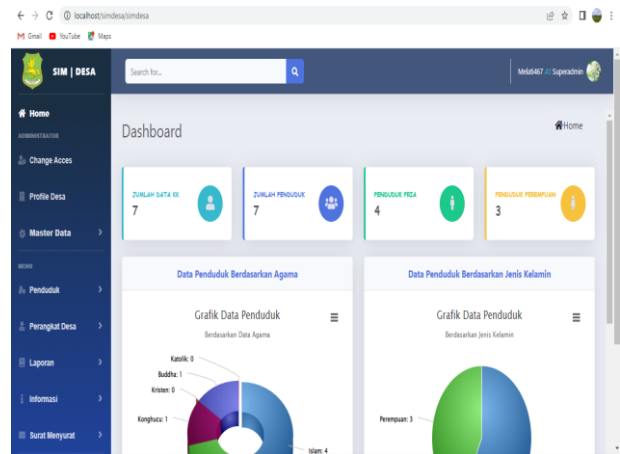 localhost/simdesa/simdesa
Gmail YouTube Maps
SIM | DESA
Search for...
Melati6467 AS Superadmin
Home
ADMINISTRATOR
Change Acces
Profile Desa
Master Data
MENU
Penduduk
Perangkat Desa
Laporan
Informasi
Surat Menyurat
Dashboard
Home
JUMLAH DATA KK
7
JUMLAH PENDUDUK
7
PENDUDUK PRIA
4
PENDUDUK PEREMPUAN
3
Data Penduduk Berdasarkan Agama
Grafik Data Penduduk
Berdasarkan Data Agama
Katolik: 0
Buddha: 1
Kristen: 0
Konghucu: 1
Islam: 4
Data Penduduk Berdasarkan Jenis Kelamin
Grafik Data Penduduk
Berdasarkan Jenis Kelamin
Perempuan: 3